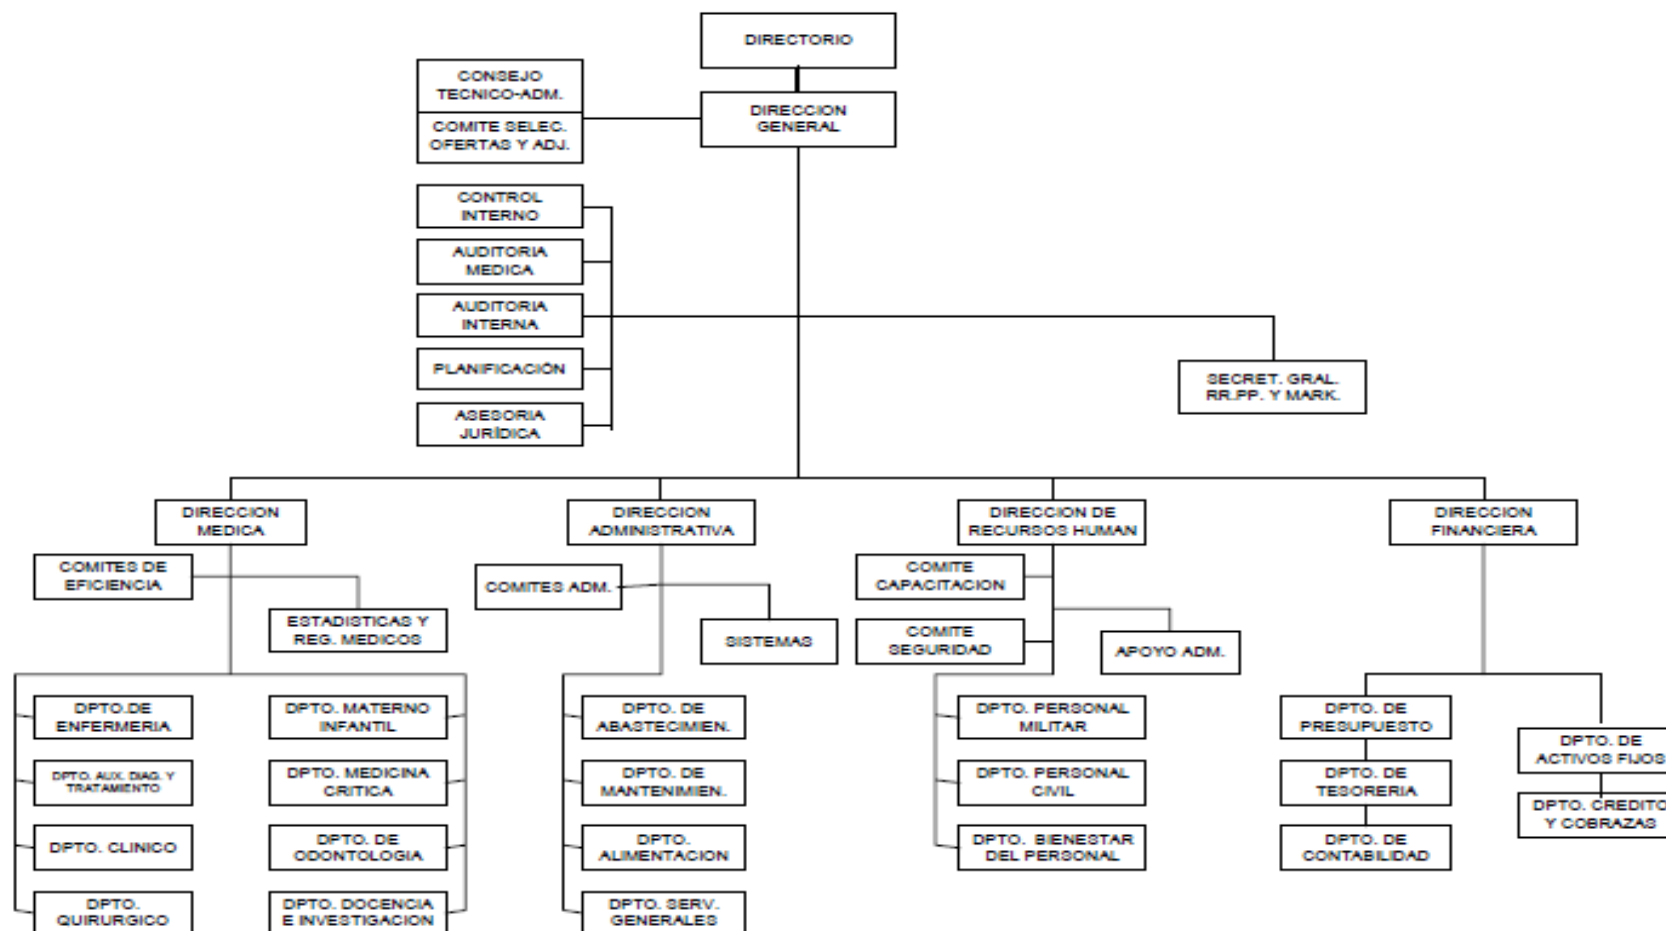 DIRECTORIO
CONSEJO
TECNICO-ADM.
COMITE SELEC.
OFERTAS Y ADJ.
DIRECCION
GENERAL
CONTROL
INTERNO
AUDITORIA
MEDICA
AUDITORIA
INTERNA
PLANIFICACIÓN
ASESORIA
JURÍDICA
SECRET. GRAL.
RR.PP. Y MARK.
DIRECCION
MEDICA
DIRECCION
ADMINISTRATIVA
DIRECCION DE
RECURSOS HUMAN
DIRECCION
FINANCIERA
COMITES DE
EFICIENCIA
ESTADISTICAS Y
REG. MEDICOS
COMITES ADM.
SISTEMAS
COMITE
CAPACITACION
COMITE
SEGURIDAD
APOYO ADM.
DPTO.DE
ENFERMERIA
DPTO. AUX. DIAG. Y
TRATAMIENTO
DPTO. CLINICO
DPTO.
QUIRURGICO
DPTO. MATERNO
INFANTIL
DPTO. MEDICINA
CRITICA
DPTO. DE
ODONTOLOGIA
DPTO. DOCENCIA
E INVESTIGACION
DPTO. DE
ABASTECIMIEN.
DPTO. DE
MANTENIMIEN.
DPTO.
ALIMENTACION
DPTO. SERV.
GENERALES
DPTO. PERSONAL
MILITAR
DPTO. PERSONAL
CIVIL
DPTO. BIENESTAR
DEL PERSONAL
DPTO. DE
PRESUPUESTO
DPTO. DE
TESORERIA
DPTO. DE
CONTABILIDAD
DPTO. DE
ACTIVOS FIJOS
DPTO. CREDITO
Y COBRAZAS